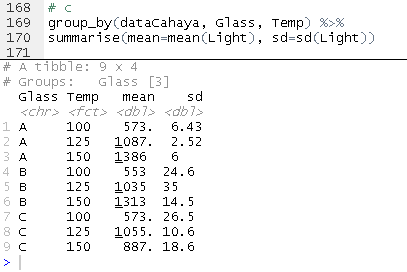 168 # c
169 group_by(dataCahaya, Glass, Temp) %>%
170 summarise(mean=mean(Light), sd=sd(Light))
171
# A tibble: 9 x 4
# Groups: Glass [3]
Glass Temp mean sd
<chr> <fct> <dbl> <dbl>
1 A 100 573. 6.43
2 A 125 1087. 2.52
3 A 150 1386 6
4 B 100 553 24.6
5 B 125 1035 35
6 B 150 1313 14.5
7 C 100 573. 26.5
8 C 125 1055. 10.6
9 C 150 887. 18.6
>